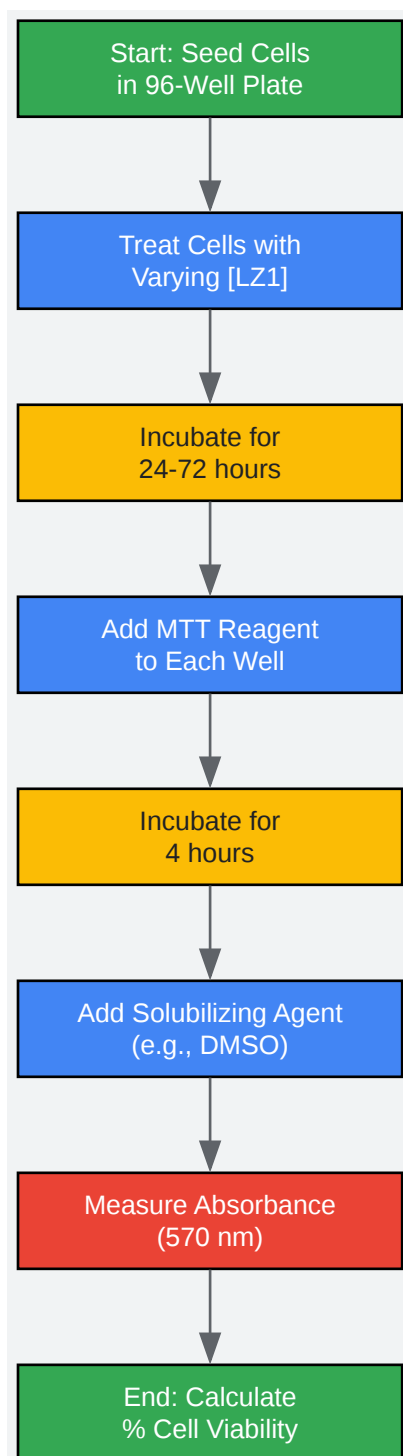 Start: Seed Cells
in 96-Well Plate
Treat Cells with
Varying [LZ1]
Incubate for
24-72 hours
Add MTT Reagent
to Each Well
Incubate for
4 hours
Add Solubilizing Agent
(e.g., DMSO)
Measure Absorbance
(570 nm)
End: Calculate
% Cell Viability